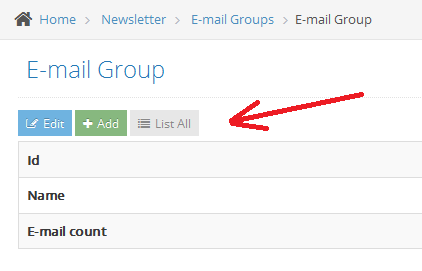 Home > Newsletter > E-mail Groups > E-mail Group
E-mail Group
Edit + Add List All
Id
Name
E-mail count